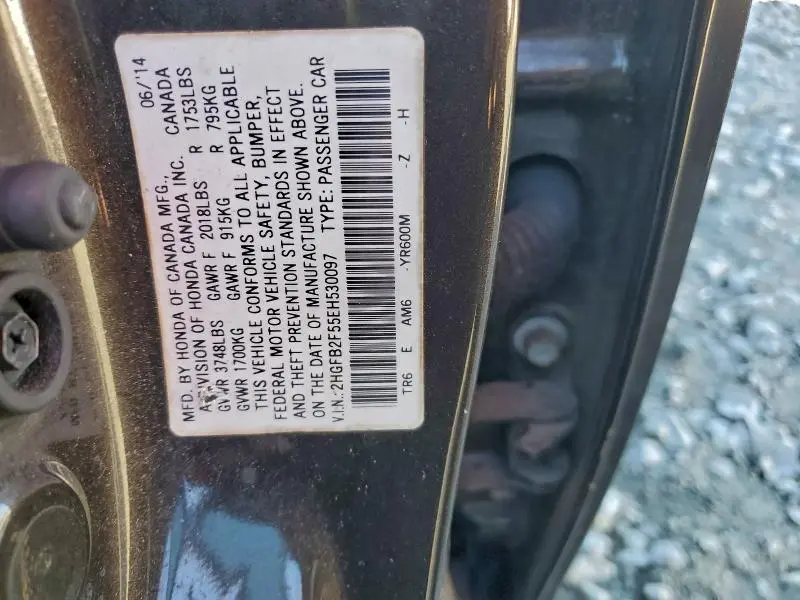 MFD. BY HONDA OF CANADA MFG., 06/14
A DIVISION OF HONDA CANADA INC. CANADA
GVWR 3748LBS GAWR F 2018LBS R 1753LBS
GVWR 1700KG GAWR F 915KG R 795KG
THIS VEHICLE CONFORMS TO ALL APPLICABLE
FEDERAL MOTOR VEHICLE SAFETY, BUMPER,
AND THEFT PREVENTION STANDARDS IN EFFECT
ON THE DATE OF MANUFACTURE SHOWN ABOVE.
V.I.N.: 2HGFB2F55EH530097 TYPE: PASSENGER CAR
TR6 E AM6 -YR600M -Z -H